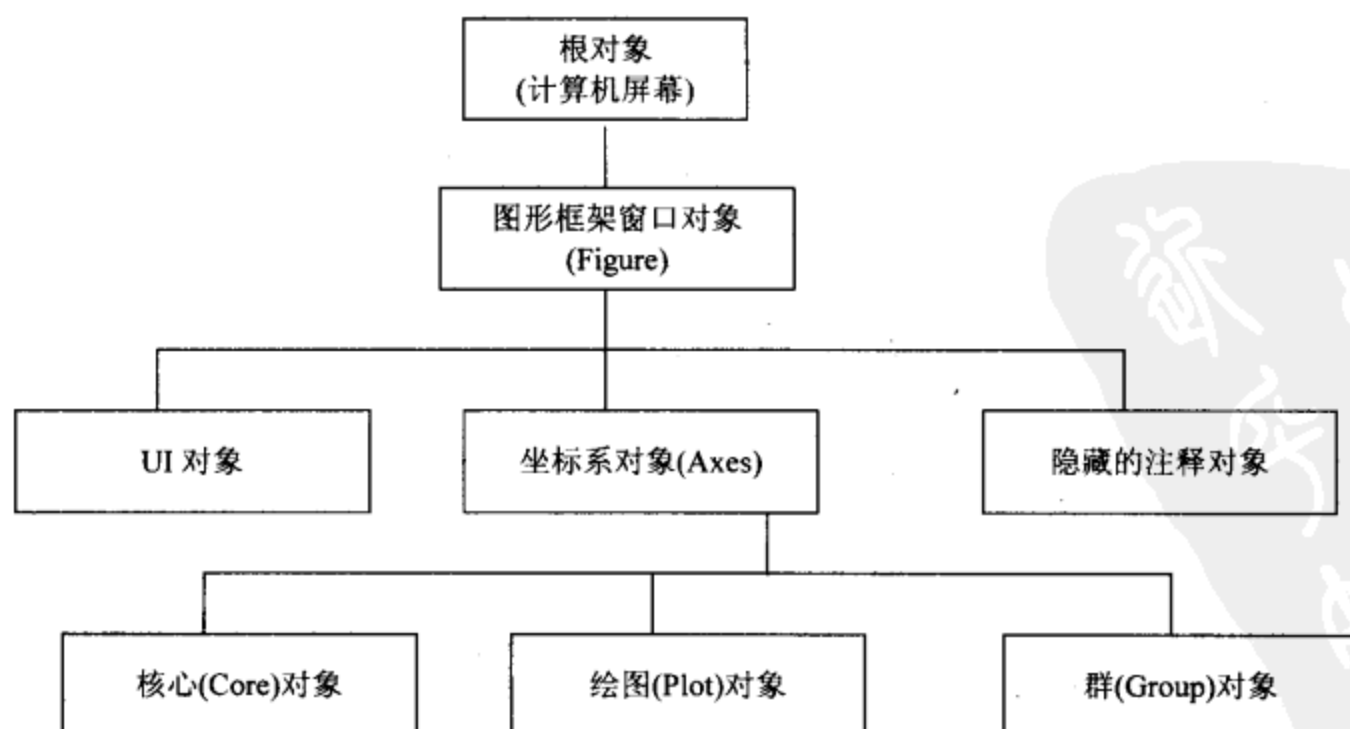 根对象
(计算机屏幕)
图形框架窗口对象
(Figure)
UI 对象
坐标系对象(Axes)
隐藏的注释对象
核心(Core)对象
绘图(Plot)对象
群(Group)对象